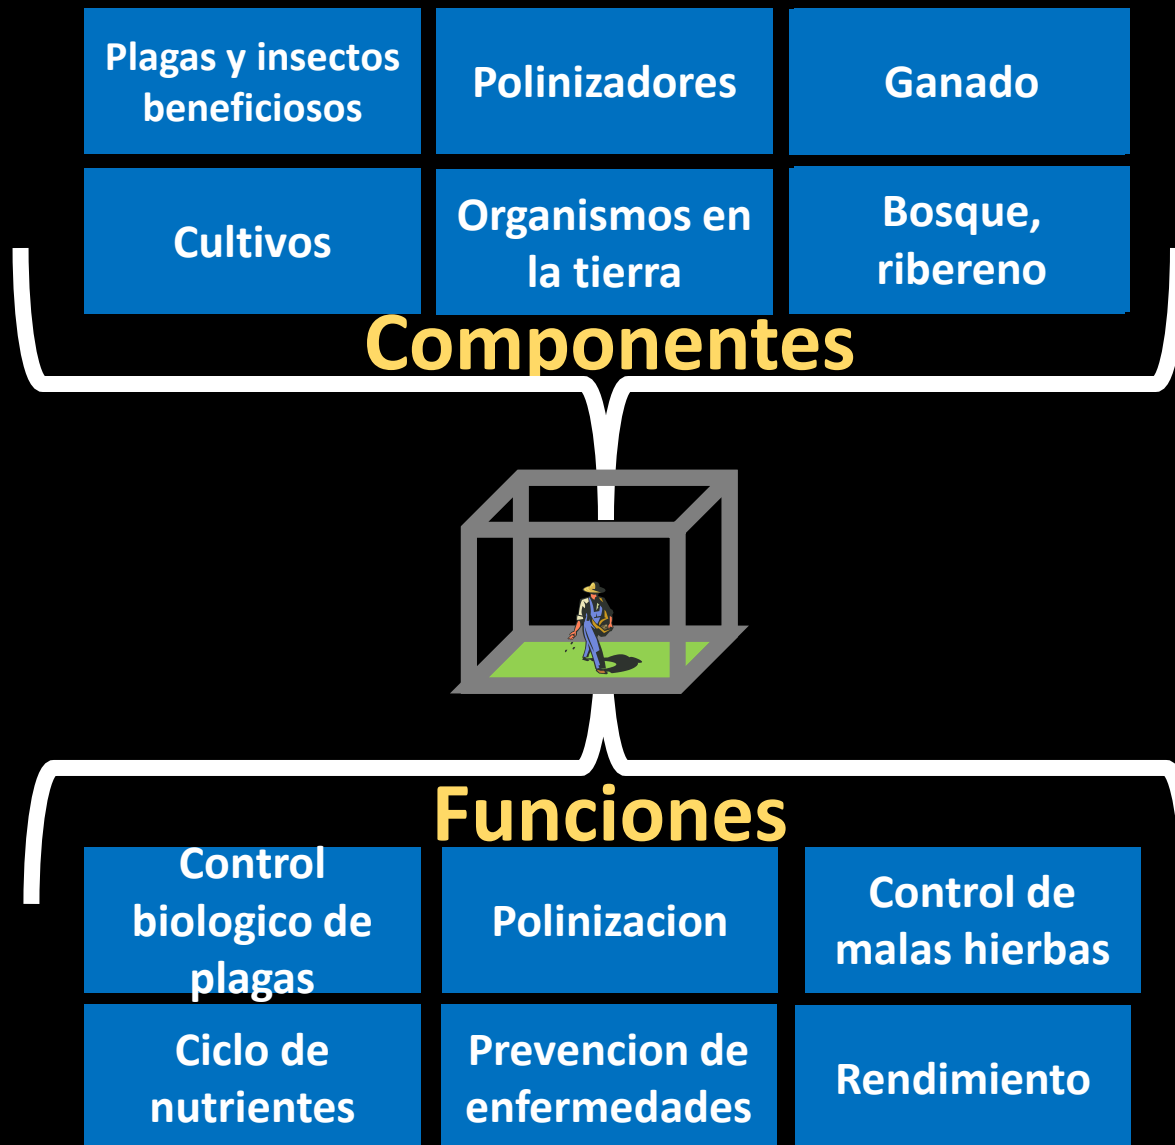 Plagas y insectos
beneficiosos
Polinizadores
Ganado
Cultivos
Organismos en
la tierra
Bosque,
ribereno
Componentes
Funciones
Control
biologico de
plagas
Polinizacion
Control de
malas hierbas
Ciclo de
nutrientes
Prevencion de
enfermedades
Rendimiento